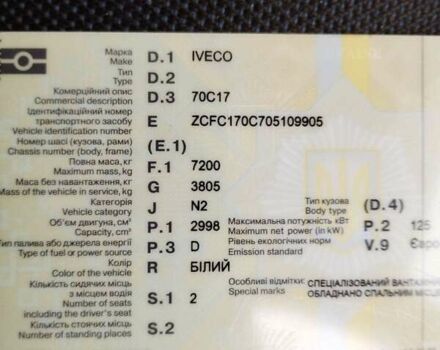 Марка
Make D.1 IVECO
Тип
Type D.2
Комерційний опис
Commercial description D.3 70C17
Ідентифікаційний номер
транспортного засобу
Vehicle identification number E ZCFC170C705109905
Номер шасі (кузова, рами)
Chassis number (body, frame) (E.1)
Повна маса, кг
Maximum mass, kg F.1 7200
Маса без навантаження, кг
Mass of the vehicle in service, kg G 3805
Категорія
Vehicle category J N2
Тип кузова
Body type (D.4)
Об'єм двигуна, см³
Capacity, cm³ P.1 2998
Максимальна потужність, кВт
Maximum net power (in kW) P.2 125
Тип палива або джерела енергії
Type of fuel or power source P.3 D
Рівень екологічних норм
Emission standard V.9 Євро
Колір
Color of the vehicle R БІЛИЙ
Кількість сидячих місць
з місцем водія
Number of seats
including the driver's seat S.1 2
Особливі відмітки:
Special marks СПЕЦІАЛІЗОВАНИЙ
ОБЛАДНАНО СПАЛЬНИМ
Кількість стоячих місць
Number of standing places S.2